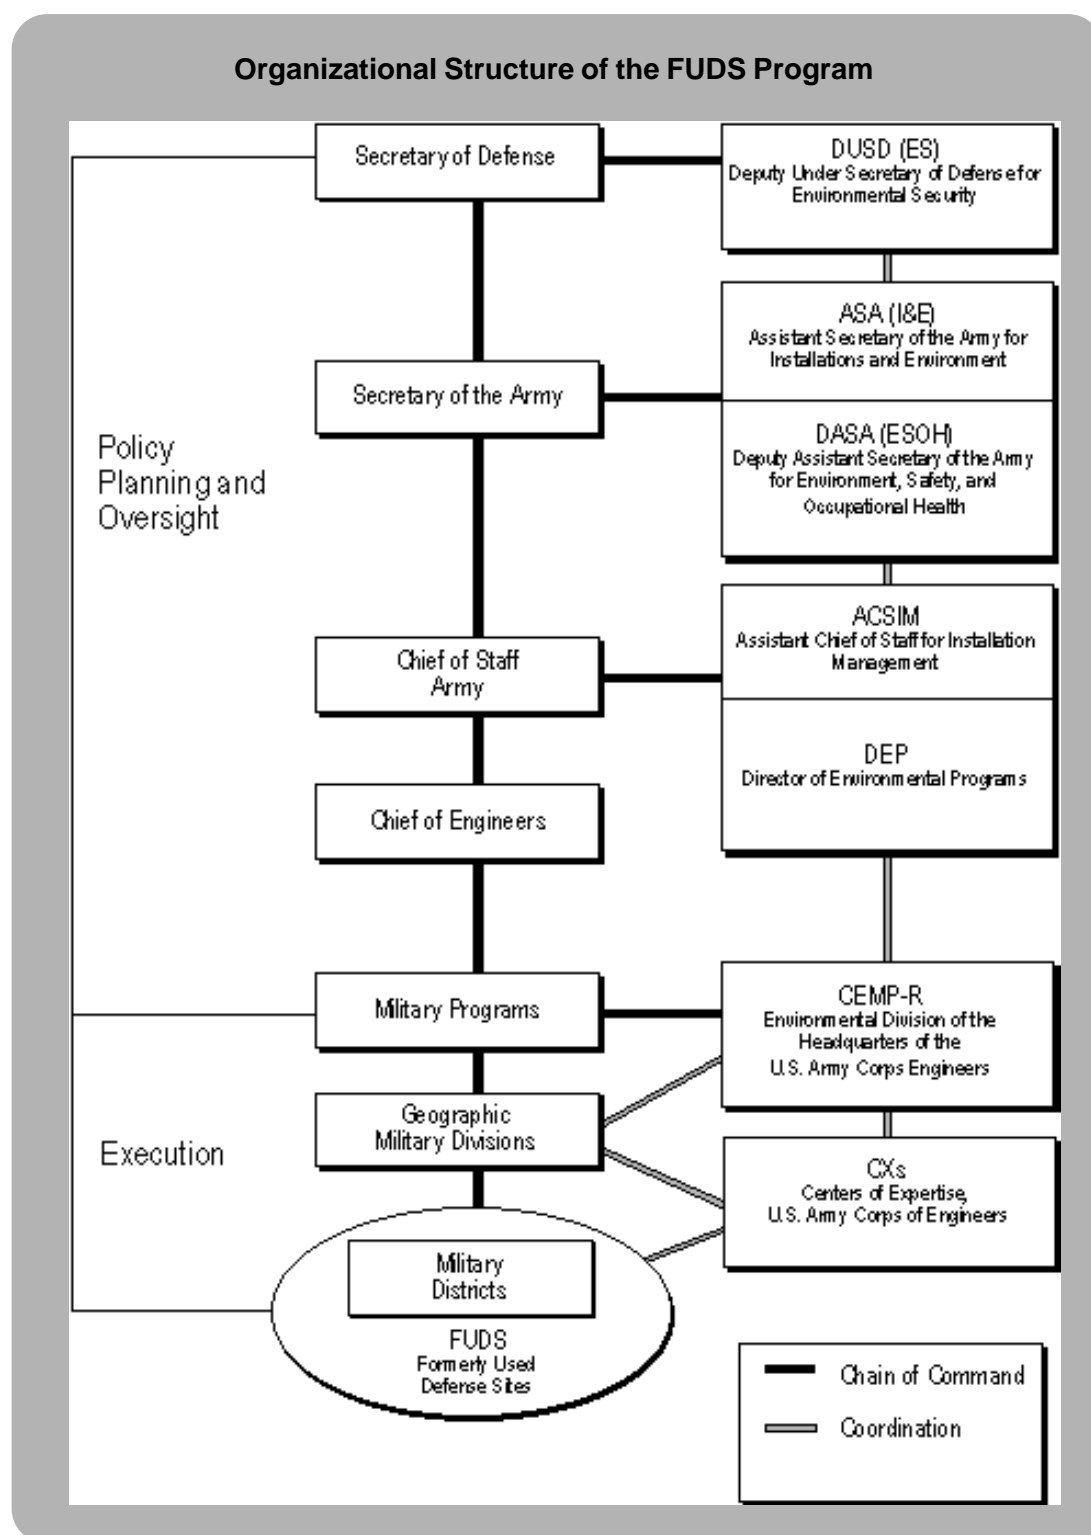 Organizational Structure of the FUDS Program
Secretary of Defense
DUSD (ES)
Deputy Under Secretary of Defense for
Environmental Security
ASA (I&E)
Assistant Secretary of the Army for
Installations and Environment
Secretary of the Army
DASA (ESOH)
Deputy Assistant Secretary of the Army
for Environment, Safety, and
Occupational Health
Policy
Planning and
Oversight
ACSIM
Assistant Chief of Staff for Installation
Management
Chief of Staff
Army
DEP
Director of Environmental Programs
Chief of Engineers
Military Programs
CEMP-R
Environmental Division of the
Headquarters of the
U.S. Army Corps Engineers
Geographic
Military Divisions
Execution
CXs
Centers of Expertise,
U.S. Army Corps of Engineers
Military
Districts
FUDS
Formerly Used
Defense Sites
Chain of Command
Coordination